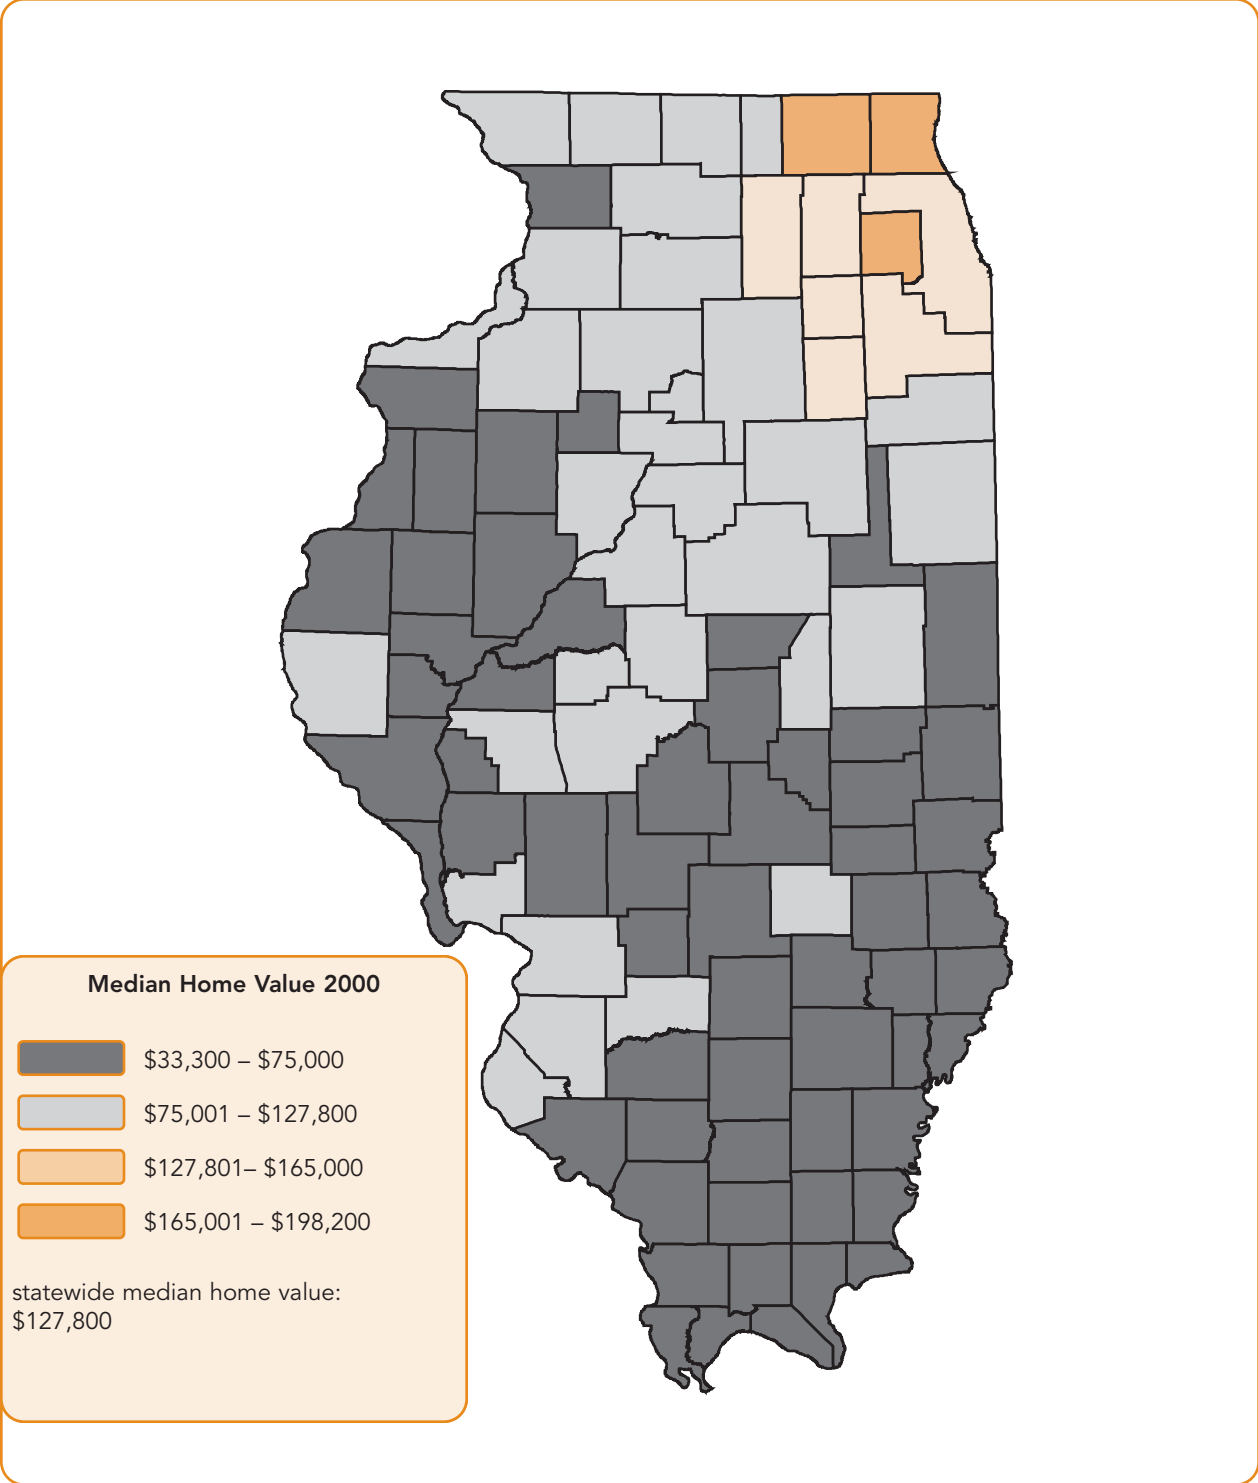 Median Home Value 2000
$33,300 – $75,000
$75,001 – $127,800
$127,801– $165,000
$165,001 – $198,200
statewide median home value:
$127,800